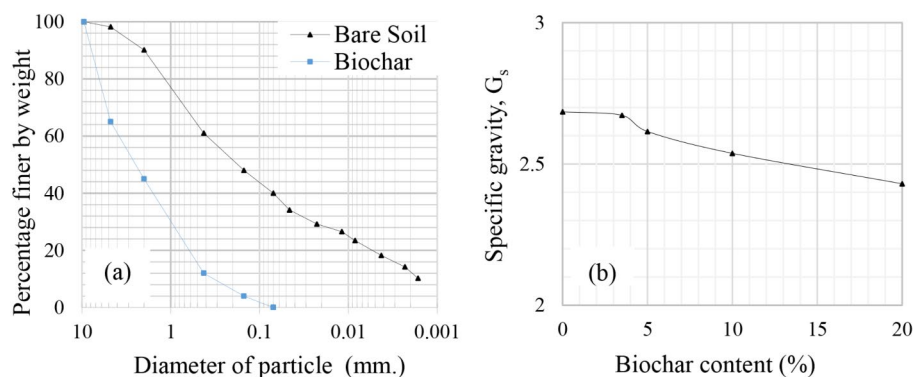 100
80
60
40
20
0
Percentage finer by weight
Bare Soil
Biochar
(a)
10 1 0.1 0.01 0.001
Diameter of particle (mm.)
3
2.5
2
Specific gravity, Gs
(b)
0 5 10 15 20
Biochar content (%)